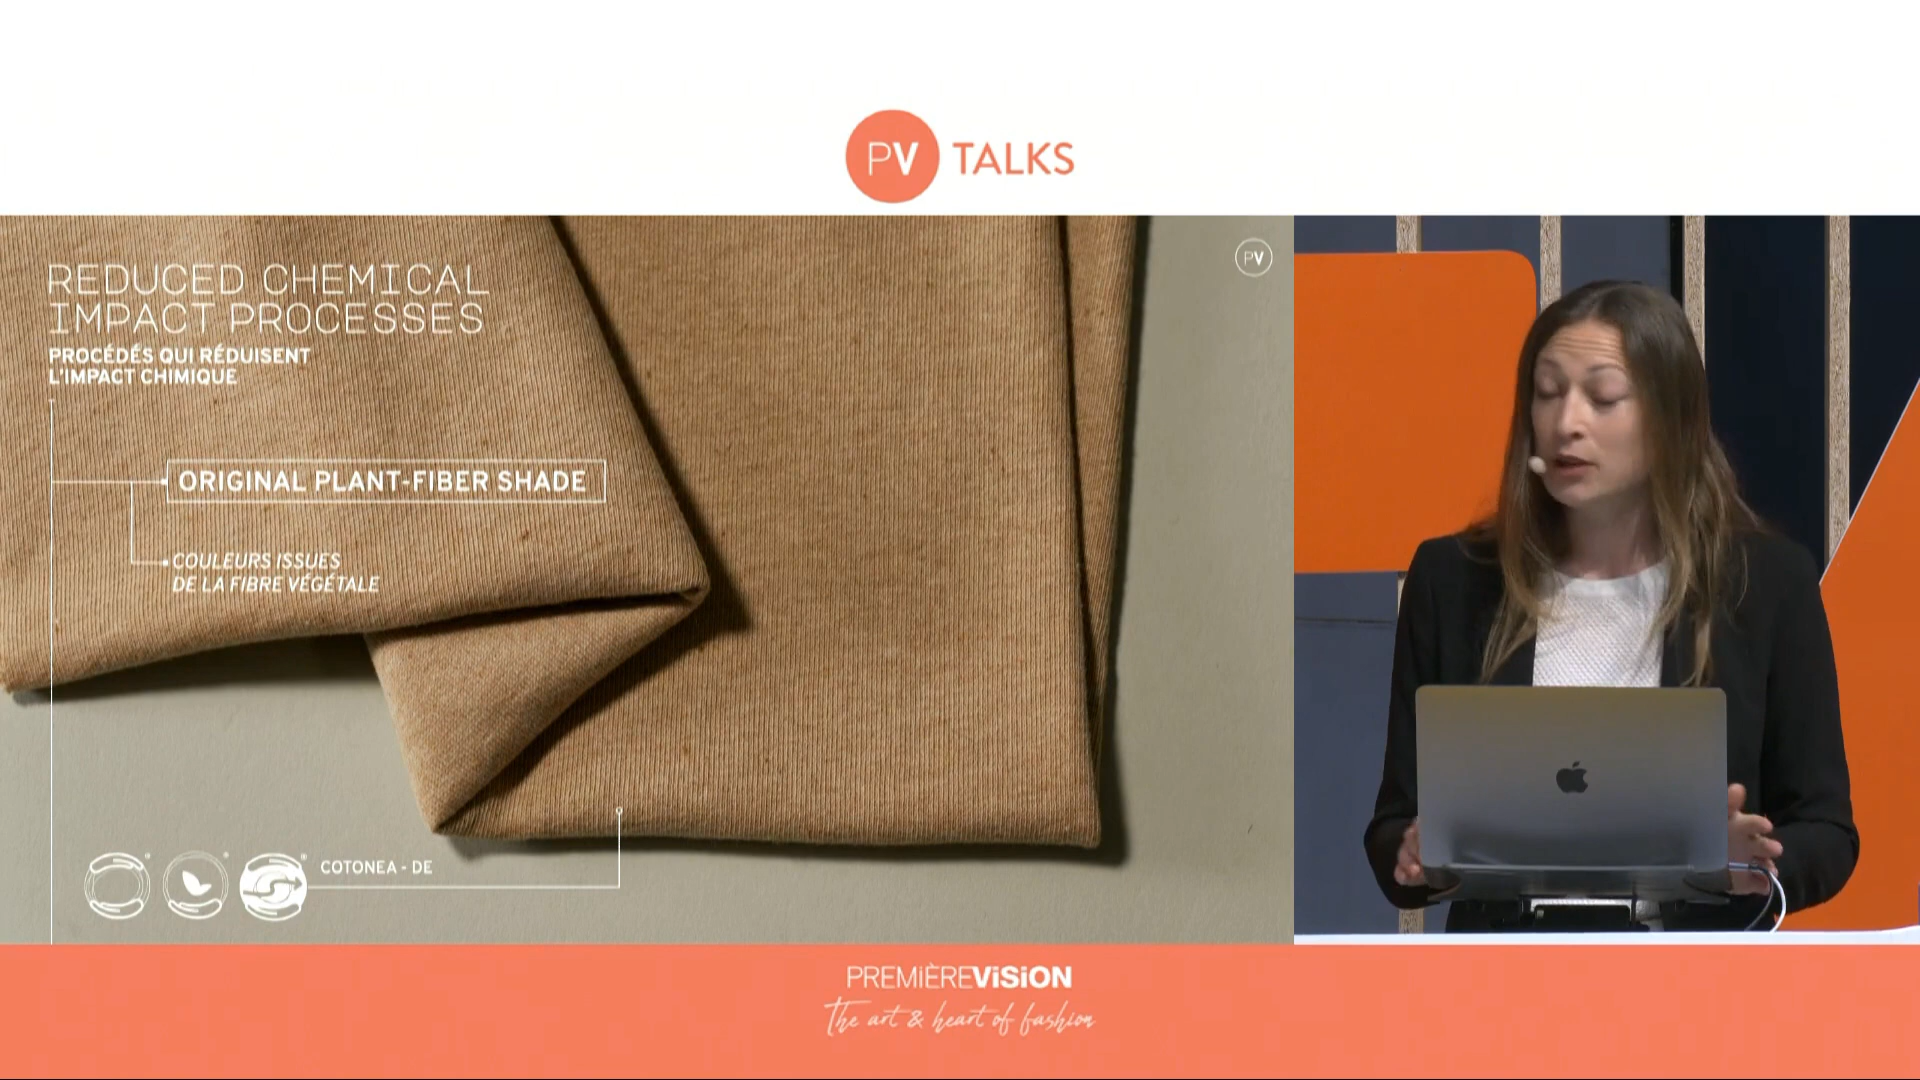 PV TALKS
PV
REDUCED CHEMICAL
IMPACT PROCESSES
PROCÉDÉS QUI RÉDUISENT
L'IMPACT CHIMIQUE
ORIGINAL PLANT-FIBER SHADE
COULEURS ISSUES
DE LA FIBRE VÉGÉTALE
COTONEA - DE
PREMIÈREViSiON
The art & heart of fashion